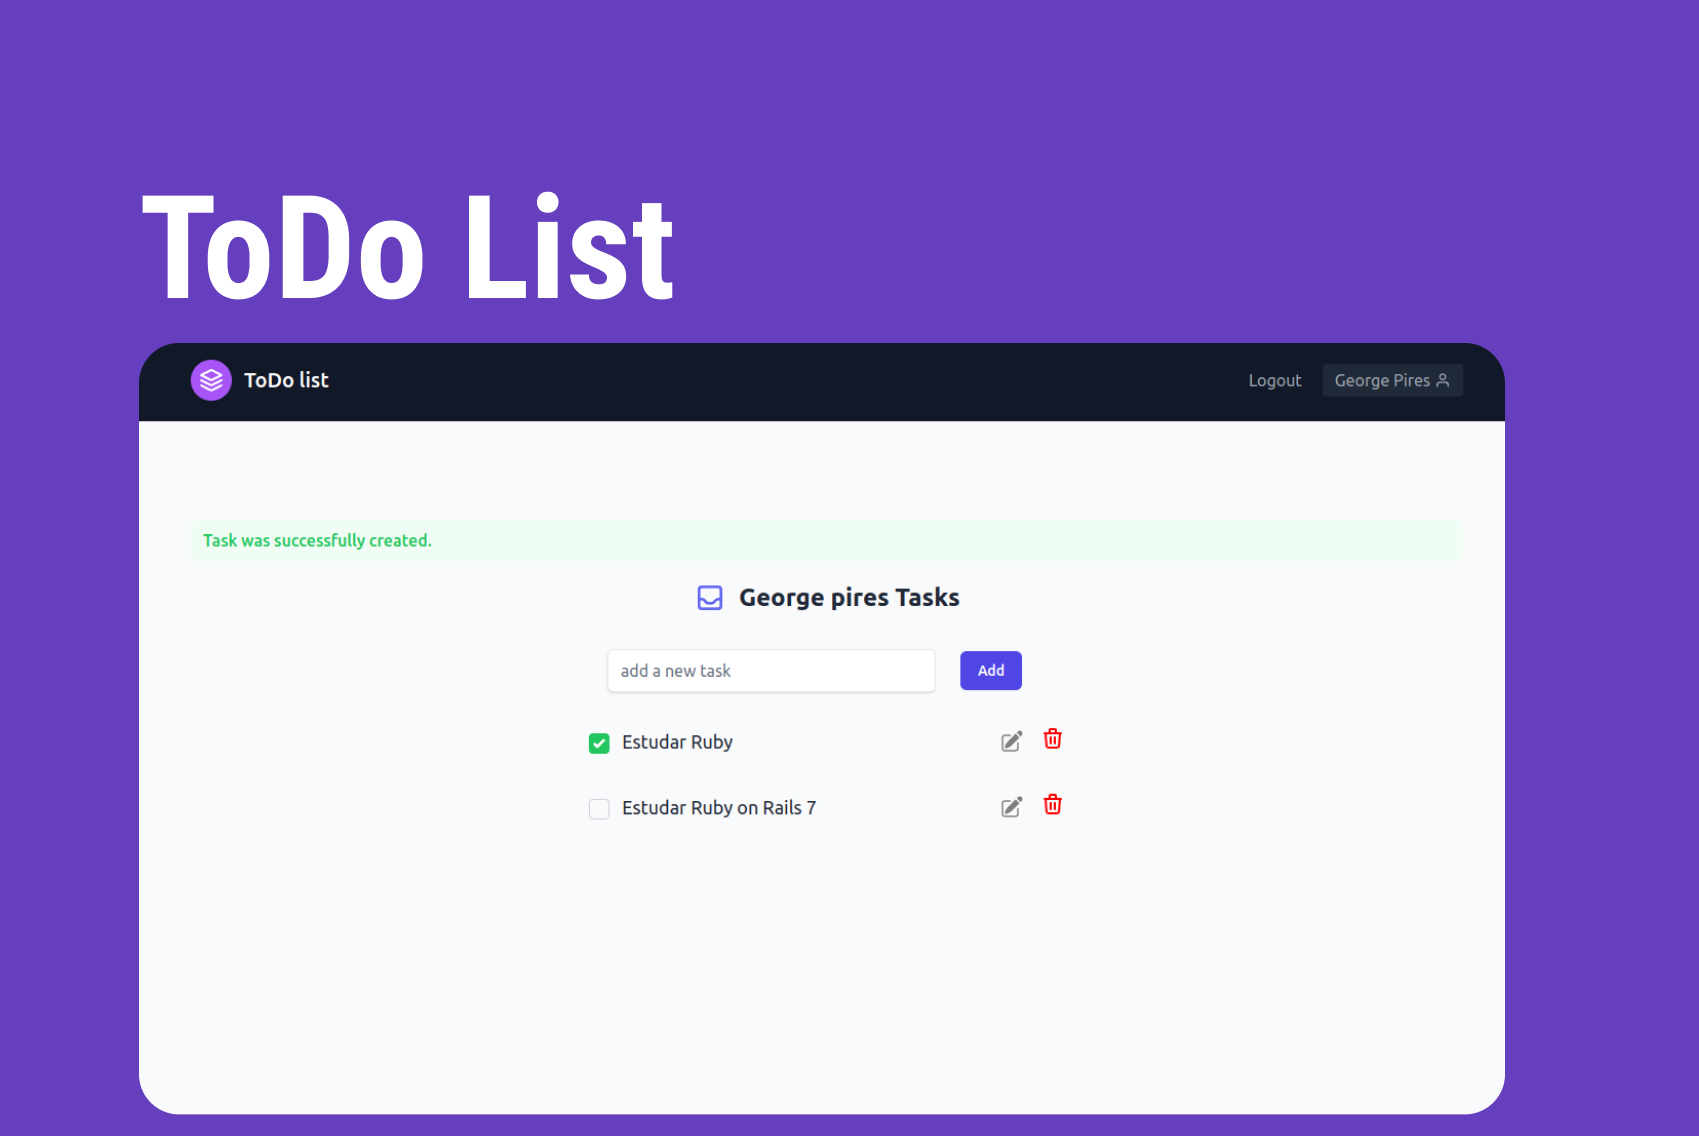 ToDo List
ToDo list
Logout
George Pires
Task was successfully created.
George pires Tasks
add a new task
Add
Estudar Ruby
Estudar Ruby on Rails 7